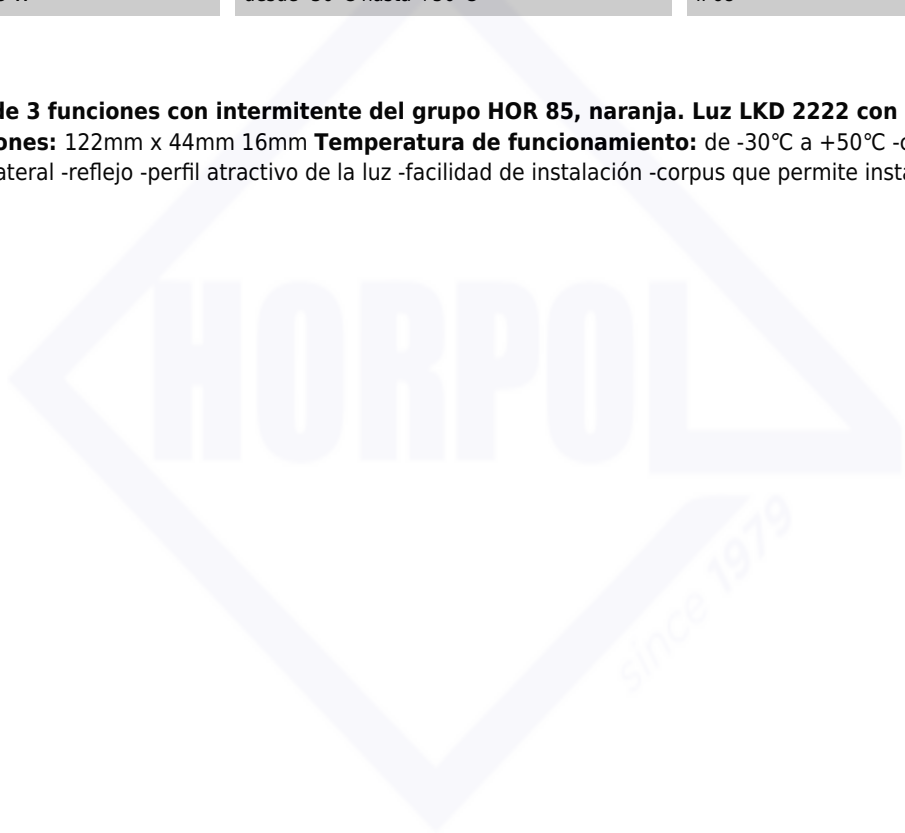 de 3 funciones con intermitente del grupo HOR 85, naranja. Luz LKD 2222 con
ones: 122mm x 44mm 16mm Temperatura de funcionamiento: de -30°C a +50°C -
ateral -reflejo -perfil atractivo de la luz -facilidad de instalación -corpus que permite inst
HORPOL
since 1979